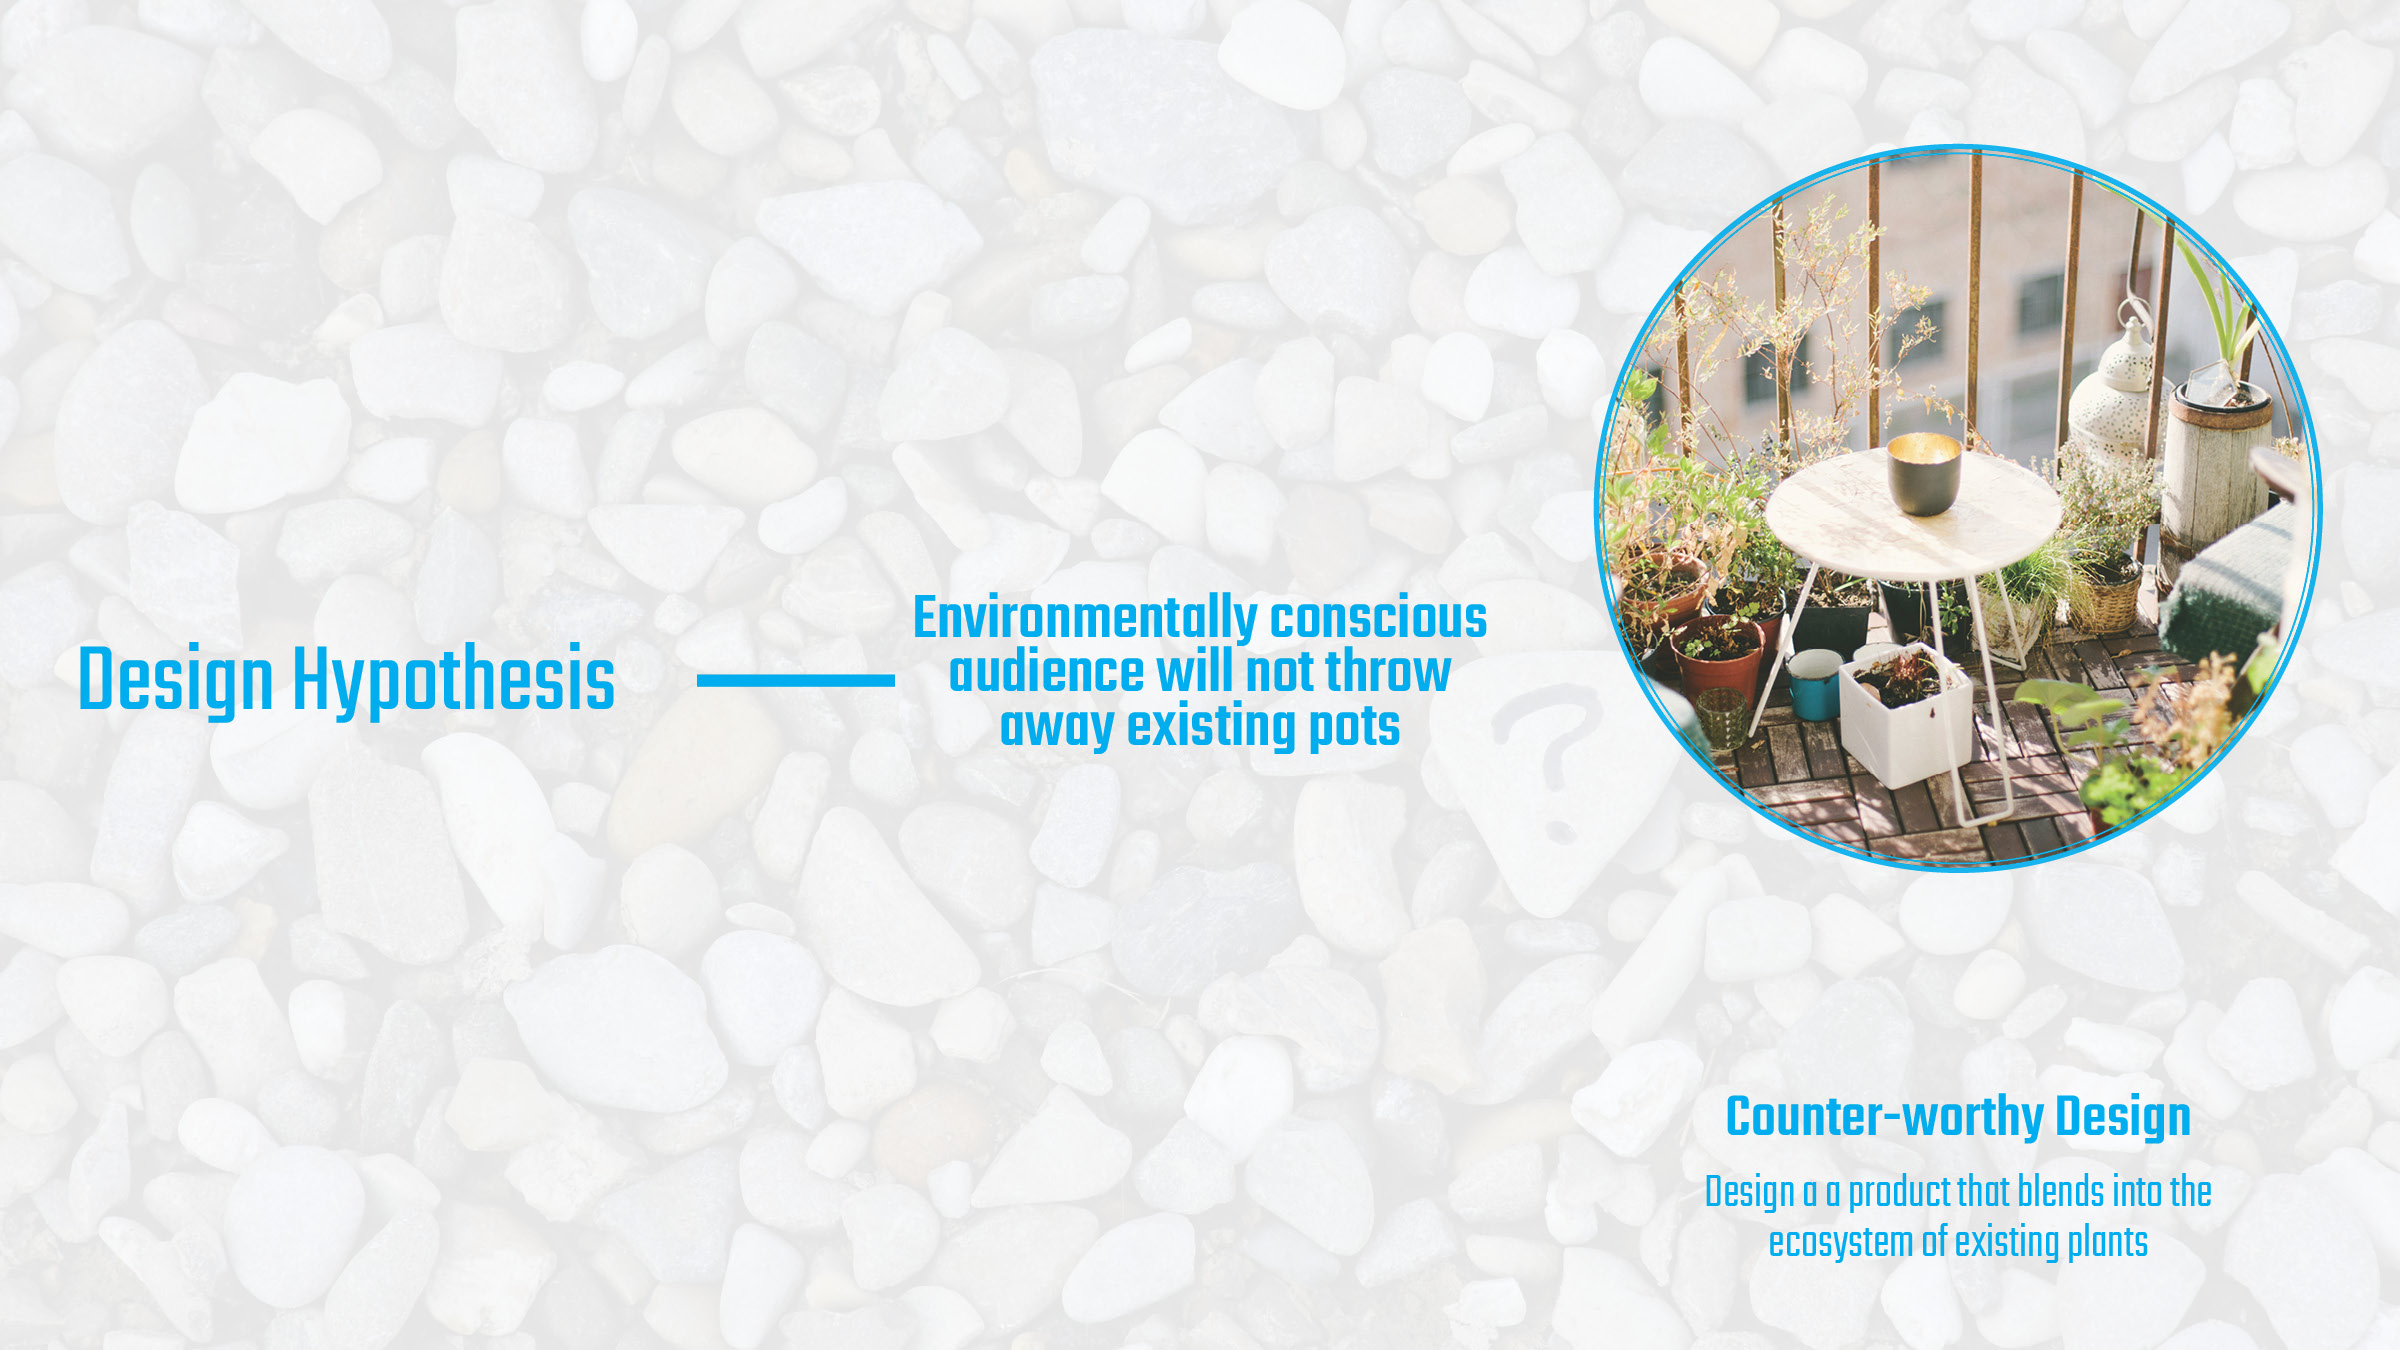 Design Hypothesis
Environmentally conscious
audience will not throw
away existing pots
?
Counter-worthy Design
Design a a product that blends into the
ecosystem of existing plants